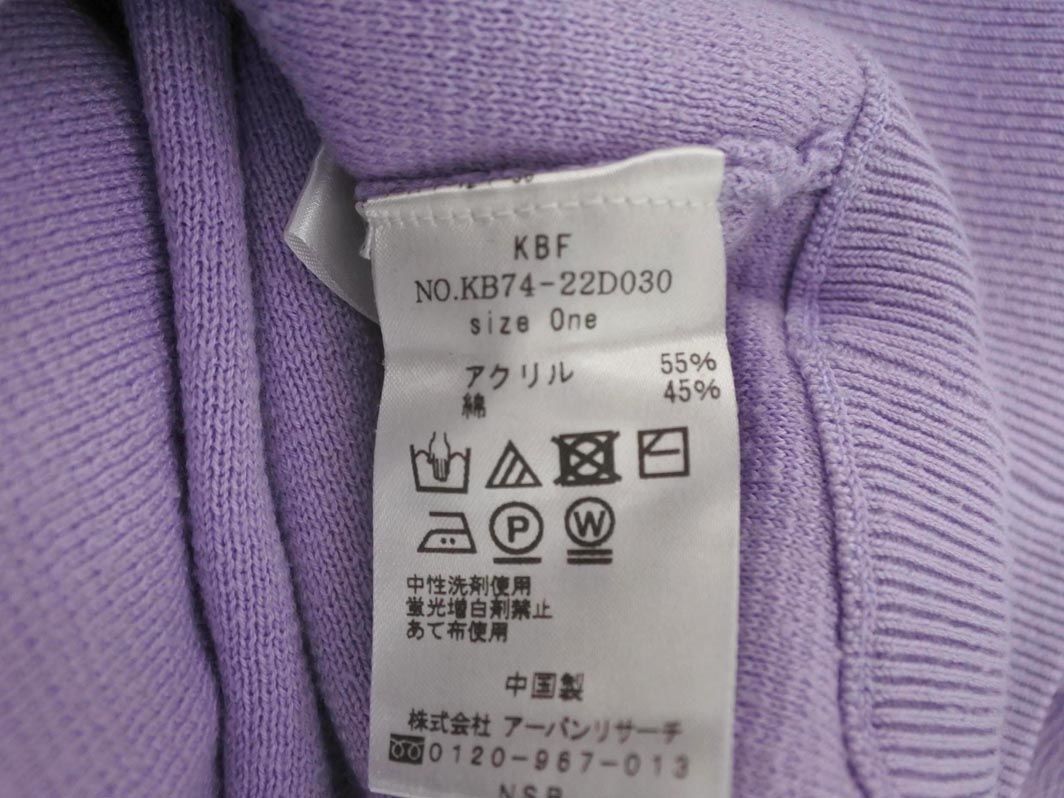 KBF
NO.KB74-22D030
size One
アクリル 55%
綿 45%
P W
中性洗剤使用
蛍光増白剤禁止
あて布使用
中国製
株式会社 アーバンリサーチ
0120-967-013
NSB